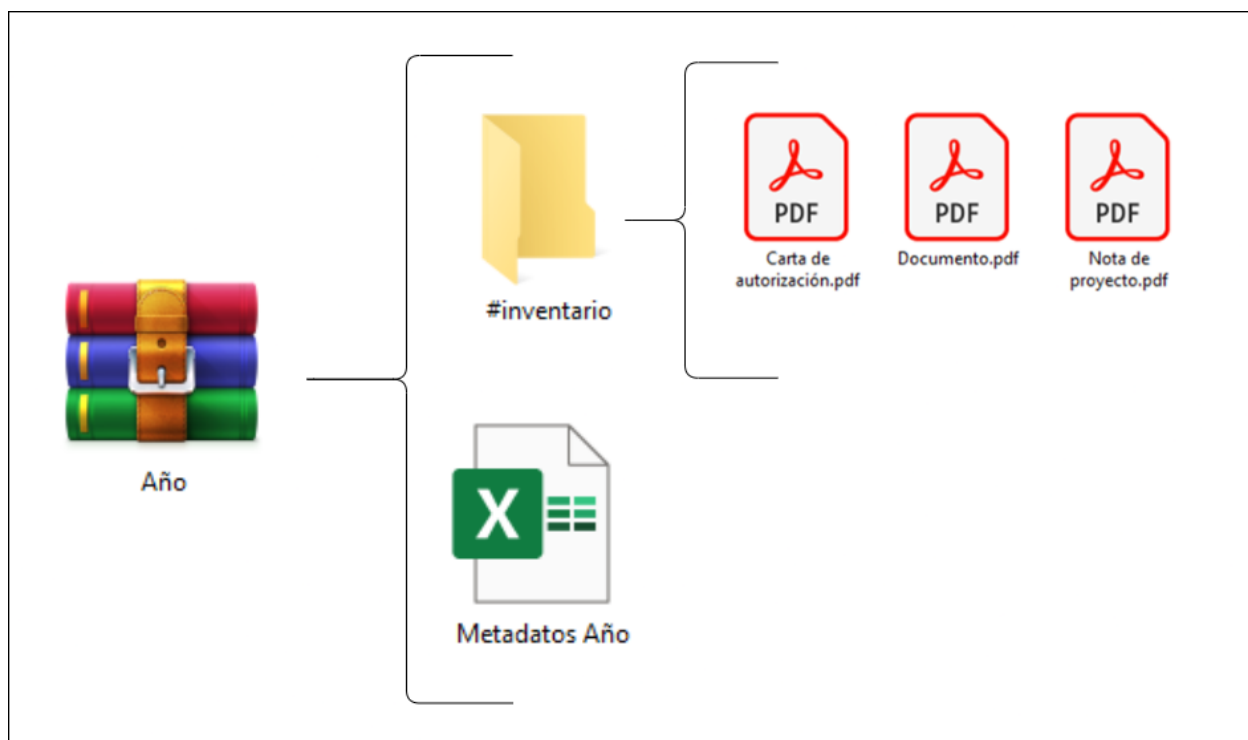 Año
#inventario
Metadatos Año
PDF
Carta de
autorización.pdf
PDF
Documento.pdf
PDF
Nota de
proyecto.pdf
X